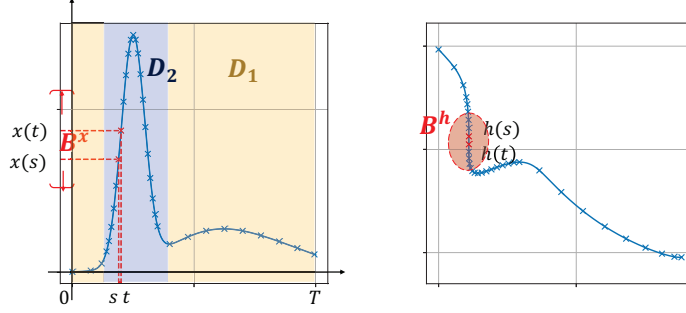 D₂ D₁
x(t) Bˣ
x(s)
0 s t T
Bʰ h(s)
h(t)